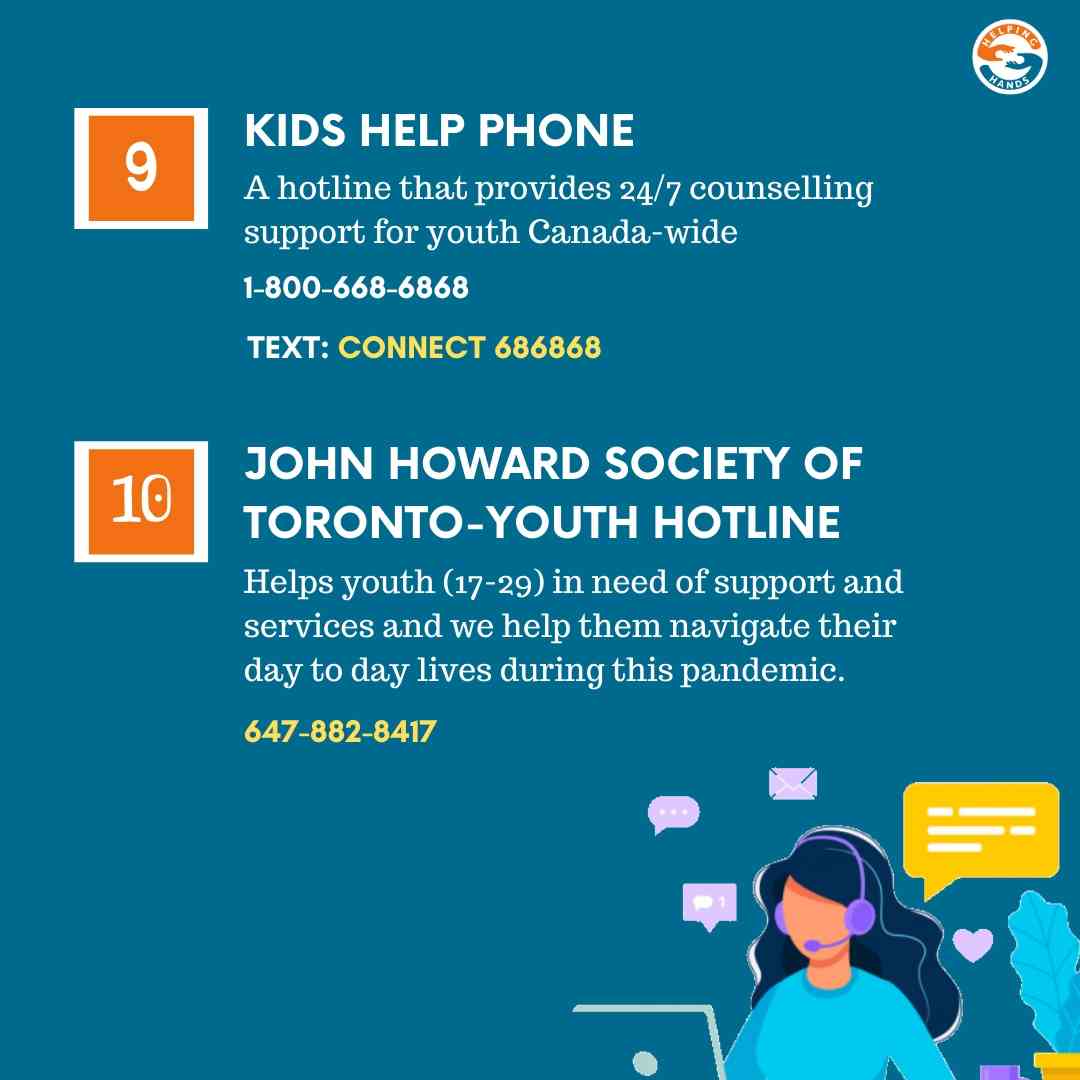 HELPING
HANDS
9
KIDS HELP PHONE
A hotline that provides 24/7 counselling
support for youth Canada-wide
1-800-668-6868
TEXT: CONNECT 686868
10
JOHN HOWARD SOCIETY OF
TORONTO-YOUTH HOTLINE
Helps youth (17-29) in need of support and
services and we help them navigate their
day to day lives during this pandemic.
647-882-8417
1